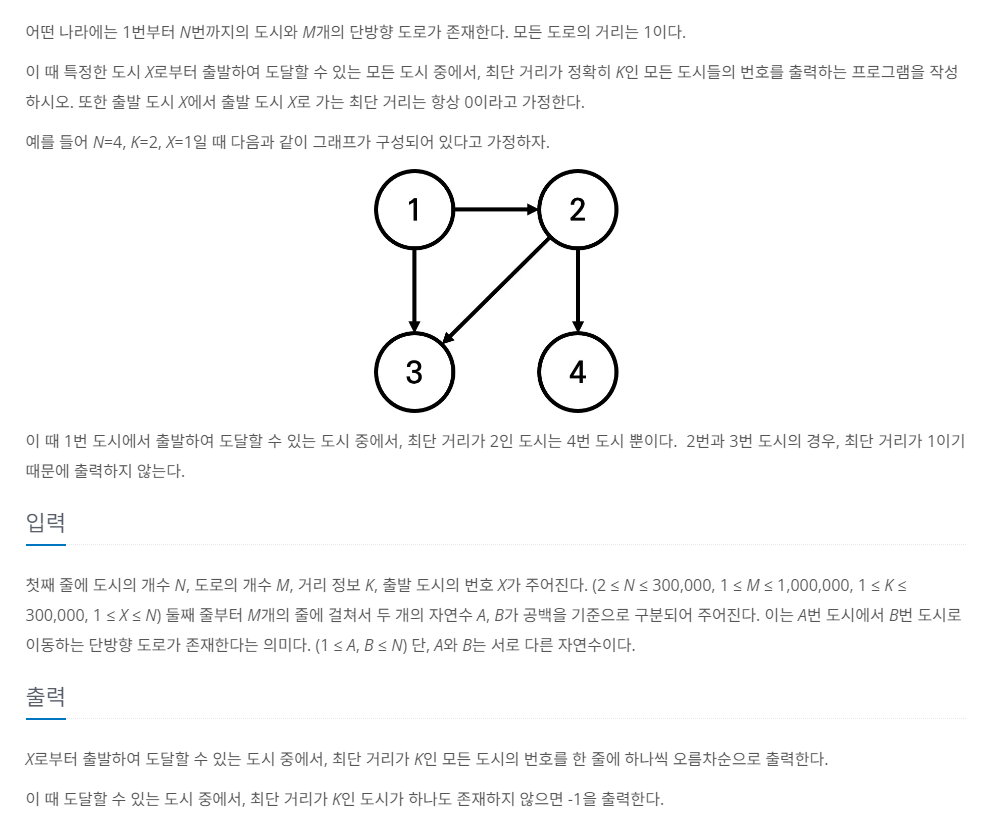 어떤 나라에는 1번부터 N번까지의 도시와 M개의 단방향 도로가 존재한다. 모든 도로의 거리는 1이다.
이 때 특정한 도시 X로부터 출발하여 도달할 수 있는 모든 도시 중에서, 최단 거리가 정확히 K인 모든 도시들의 번호를 출력하는 프로그램을 작성
하시오. 또한 출발 도시 X에서 출발 도시 X로 가는 최단 거리는 항상 0이라고 가정한다.
예를 들어 N=4, K=2, X=1일 때 다음과 같이 그래프가 구성되어 있다고 가정하자.
1 2
3 4
이 때 1번 도시에서 출발하여 도달할 수 있는 도시 중에서, 최단 거리가 2인 도시는 4번 도시 뿐이다. 2번과 3번 도시의 경우, 최단 거리가 1이기
때문에 출력하지 않는다.
입력
첫째 줄에 도시의 개수 N, 도로의 개수 M, 거리 정보 K, 출발 도시의 번호 X가 주어진다. (2 ≤ N ≤ 300,000, 1 ≤ M ≤ 1,000,000, 1 ≤ K ≤
300,000, 1 ≤ X ≤ N) 둘째 줄부터 M개의 줄에 걸쳐서 두 개의 자연수 A, B가 공백을 기준으로 구분되어 주어진다. 이는 A번 도시에서 B번 도시로
이동하는 단방향 도로가 존재한다는 의미다. (1 ≤ A, B ≤ N) 단, A와 B는 서로 다른 자연수이다.
출력
X로부터 출발하여 도달할 수 있는 도시 중에서, 최단 거리가 K인 모든 도시의 번호를 한 줄에 하나씩 오름차순으로 출력한다.
이 때 도달할 수 있는 도시 중에서, 최단 거리가 K인 도시가 하나도 존재하지 않으면 -1을 출력한다.